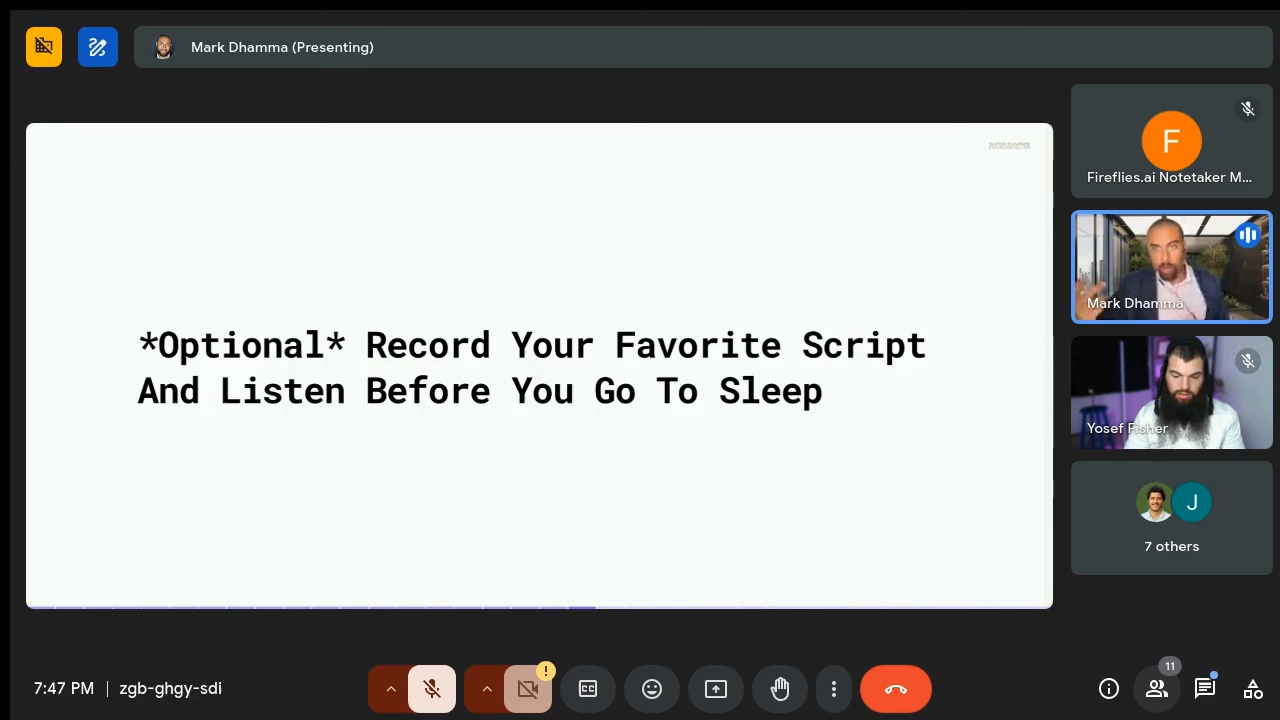 Mark Dhamma (Presenting)
*Optional* Record Your Favorite Script
And Listen Before You Go To Sleep
F
Fireflies.ai Notetaker M...
Mark Dhamma
Yosef Fisher
J
7 others
7:47 PM
zgb-ghgy-sdi
!
CC
11